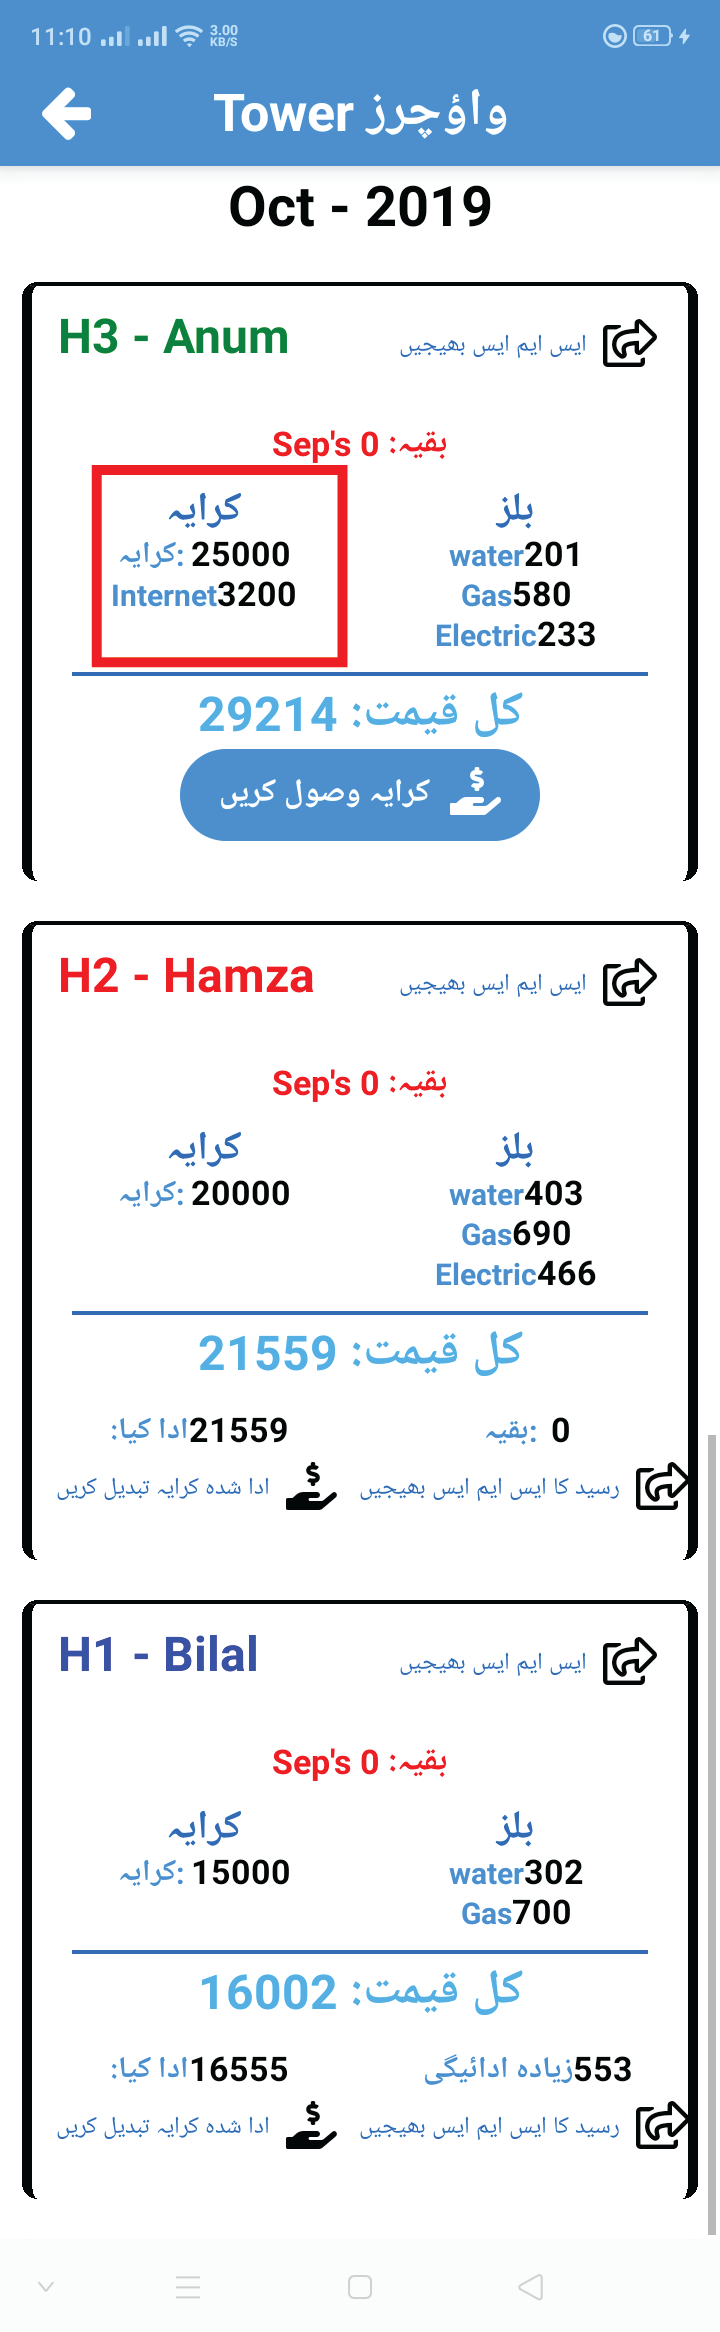 11:10 3.00 KB/S 61
Tower واؤچرز
Oct - 2019
H3 - Anum
ایس ایم ایس بھیجیں
Sep's 0 :بقیہ
کرایہ
بلز
کرایہ: 25000
water201
Internet3200
Gas580
Electric233
کل قیمت: 29214
کرایہ وصول کریں
H2 - Hamza
ایس ایم ایس بھیجیں
Sep's 0 :بقیہ
کرایہ
بلز
کرایہ: 20000
water403
Gas690
Electric466
کل قیمت: 21559
:ادا کیا21559
بقیہ: 0
ادا شدہ کرایہ تبدیل کریں
رسید کا ایس ایم ایس بھیجیں
H1 - Bilal
ایس ایم ایس بھیجیں
Sep's 0 :بقیہ
کرایہ
بلز
کرایہ: 15000
water302
Gas700
کل قیمت: 16002
:ادا کیا16555
زیادہ ادائیگی553
ادا شدہ کرایہ تبدیل کریں
رسید کا ایس ایم ایس بھیجیں